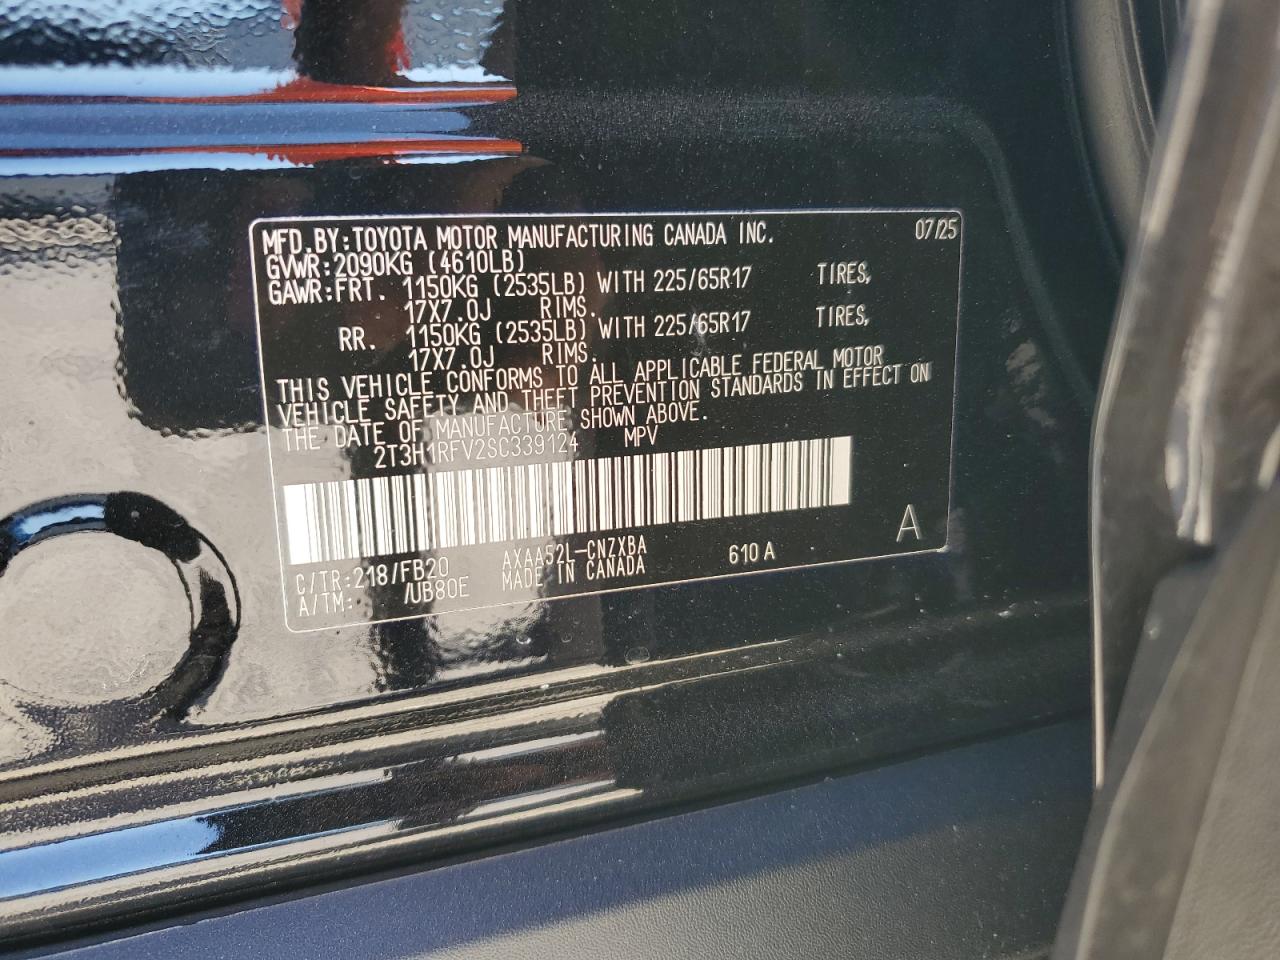 MFD.BY:TOYOTA MOTOR MANUFACTURING CANADA INC. 07/25
GVWR:2090KG (4610LB)
GAWR:FRT. 1150KG (2535LB) WITH 225/65R17 TIRES,
17X7.0J RIMS.
RR. 1150KG (2535LB) WITH 225/65R17 TIRES,
17X7.0J RIMS.
THIS VEHICLE CONFORMS TO ALL APPLICABLE FEDERAL MOTOR
VEHICLE SAFETY AND THEFT PREVENTION STANDARDS IN EFFECT ON
THE DATE OF MANUFACTURE SHOWN ABOVE.
2T3H1RFV2SC339124 MPV
C/TR:218/FB20 AXAA52L-CNZXBA 610A A
A/TM: /UB80E MADE IN CANADA